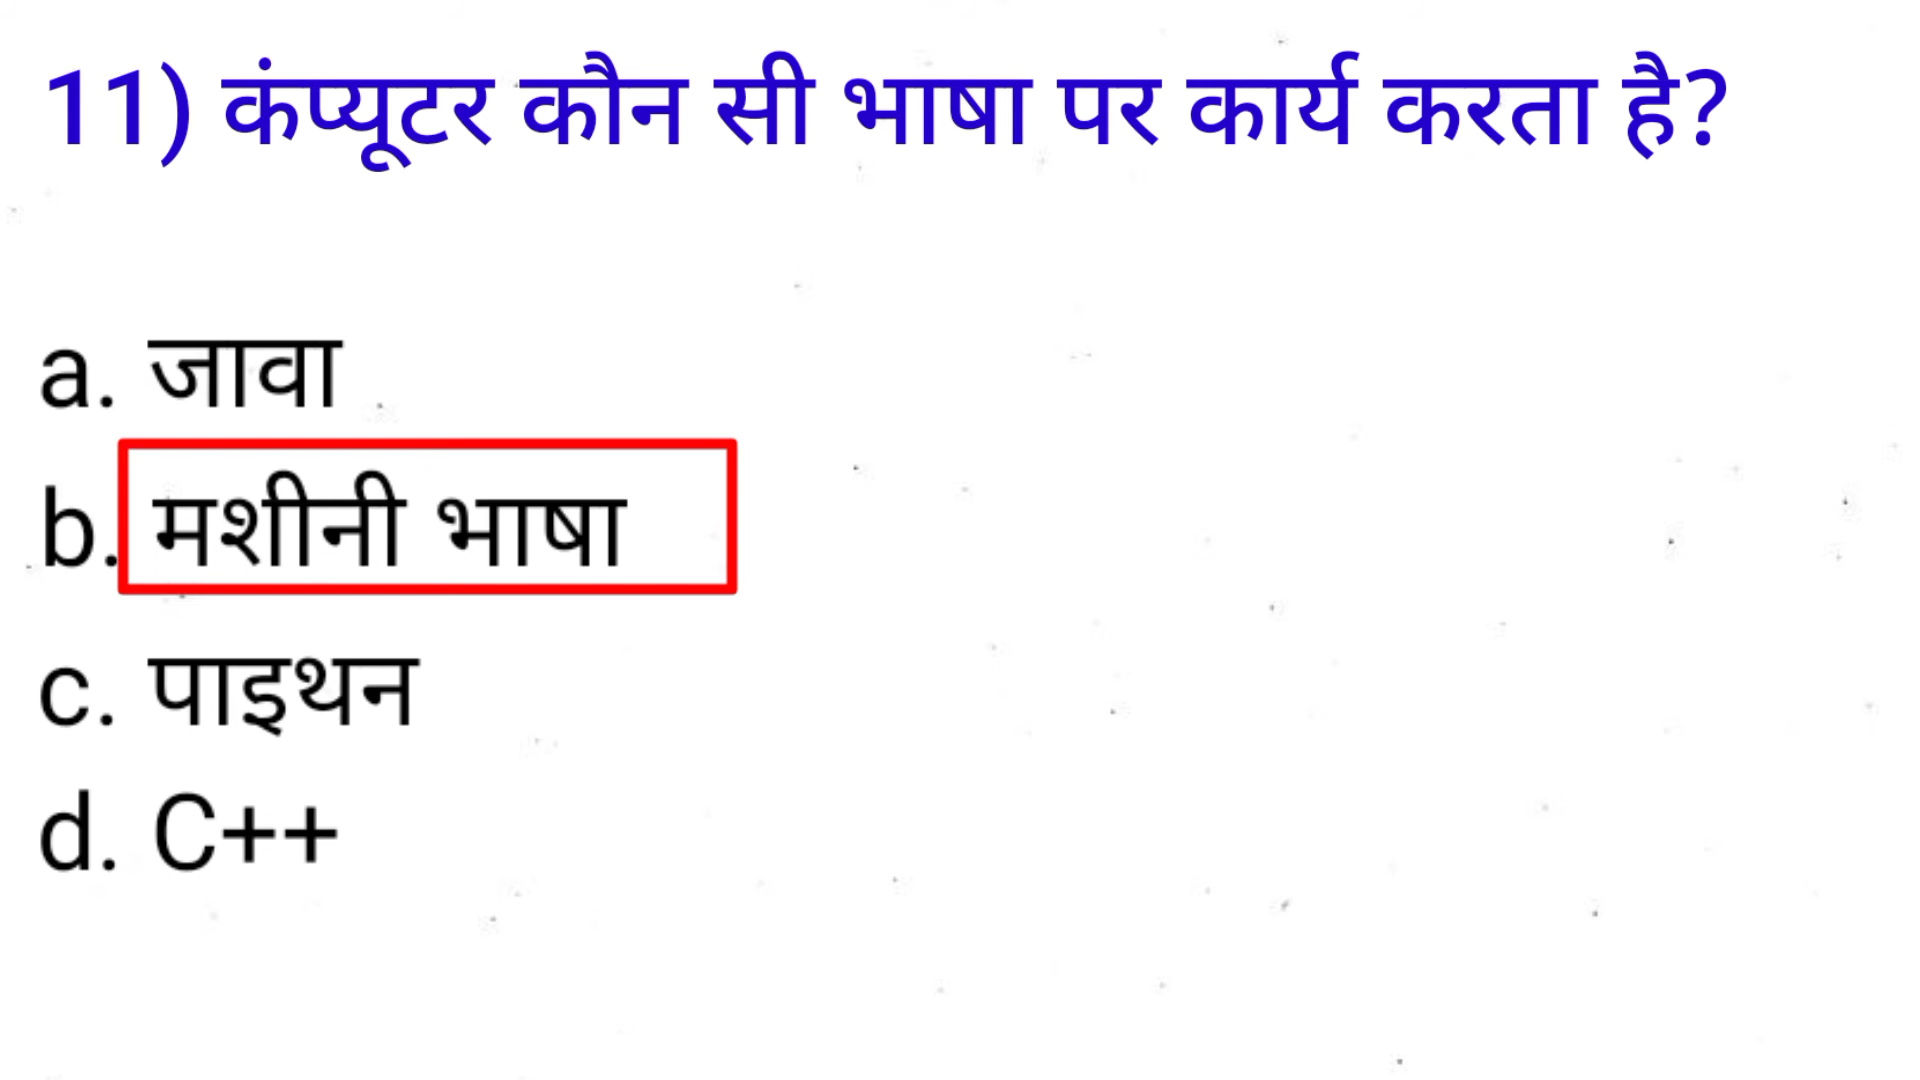 11) कंप्यूटर कौन सी भाषा पर कार्य करता है?
a. जावा
b. मशीनी भाषा
c. पाइथन
d. C++